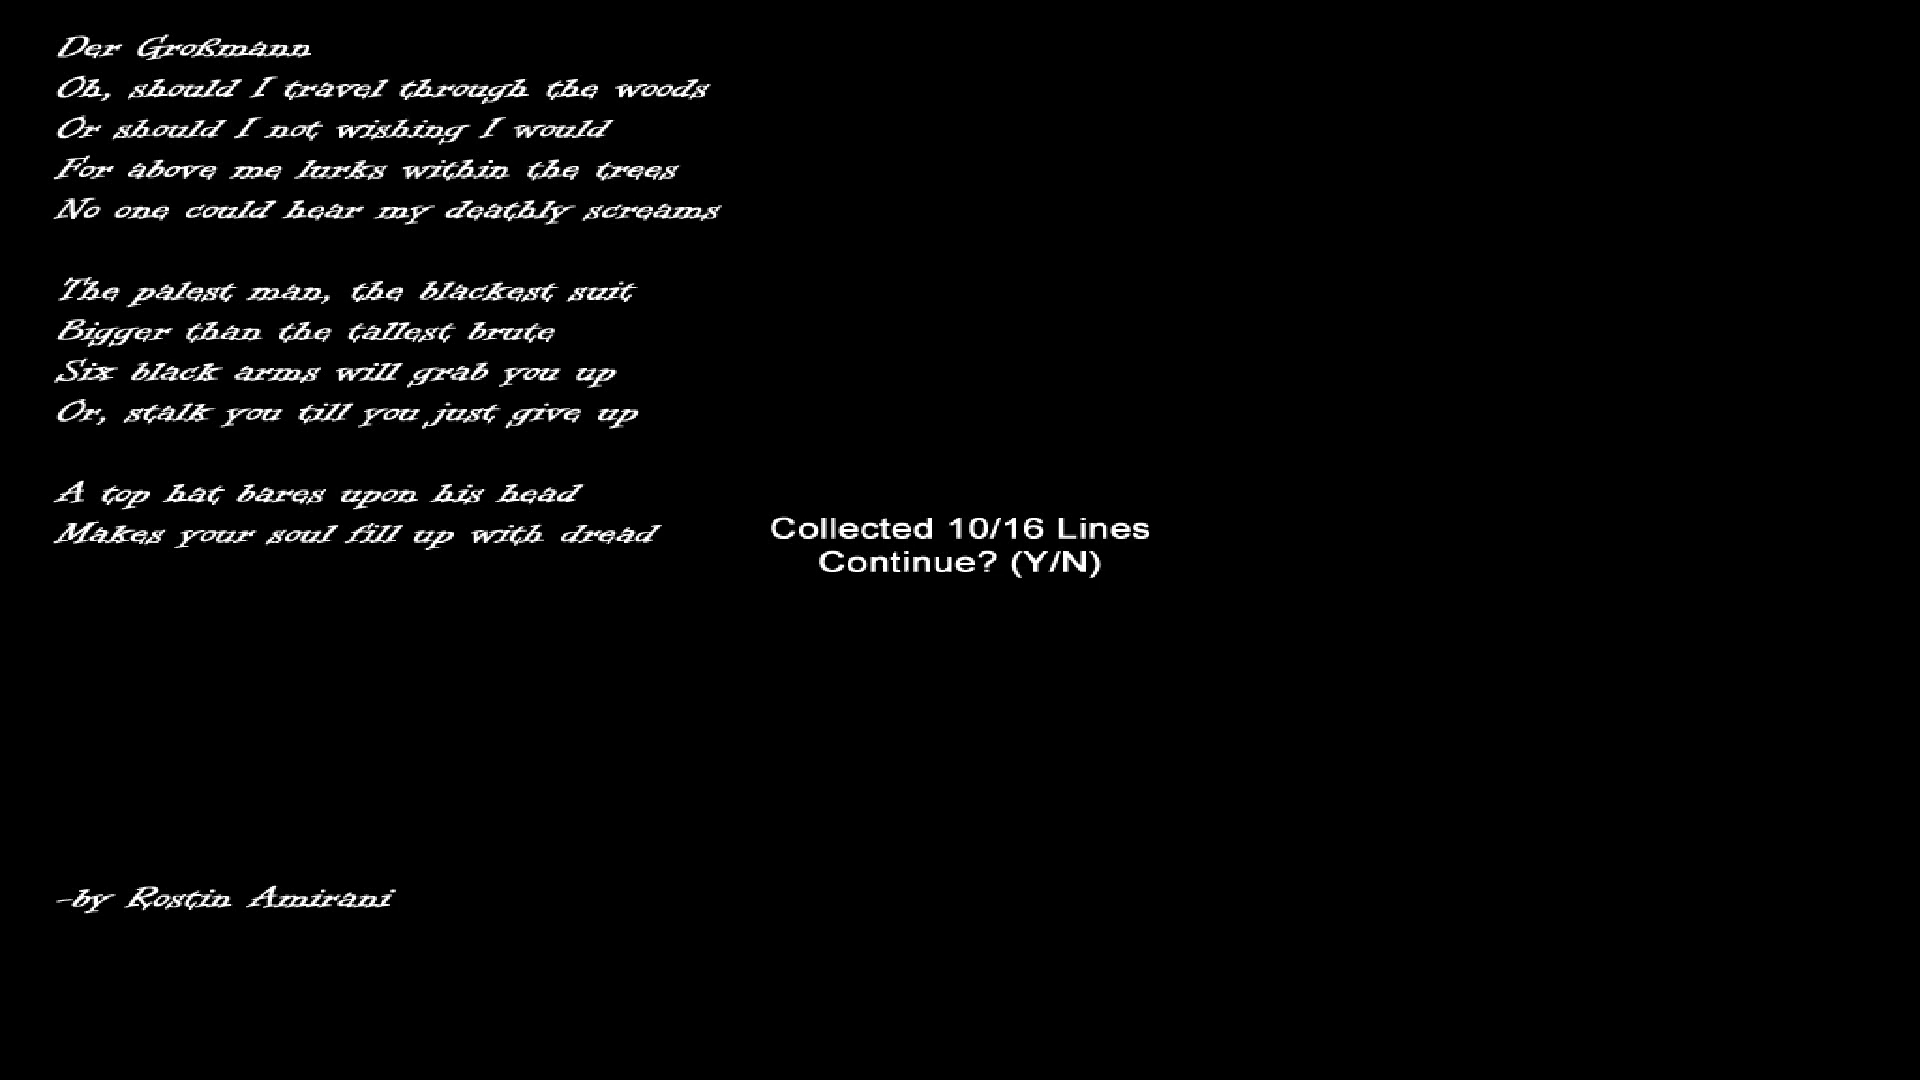 Der Großmann
Oh, should I travel through the woods
Or should I not wishing I would
For above me lurks within the trees
No one could hear my deathly screams
The palest man, the blackest suit
Bigger than the tallest brute
Six black arms will grab you up
Or, stalk you till you just give up
A top hat bares upon his head
Makes your soul fill up with dread
Collected 10/16 Lines
Continue? (Y/N)
-by Rostin Amirani